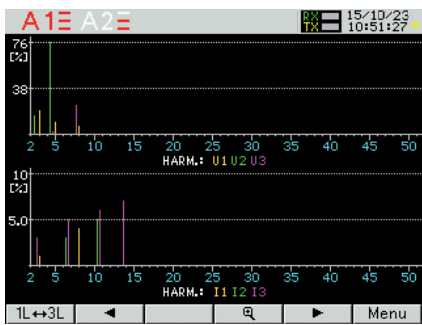 A1Ξ A2Ξ RX 15/10/23
TX 10:51:27
76
[%]
38
2 5 10 15 20 25 30 35 40 45 50
HARM.: U1 U2 U3
10
[%]
5.0
2 5 10 15 20 25 30 35 40 45 50
HARM.: I1 I2 I3
1L↔3L ◄ ► Menu